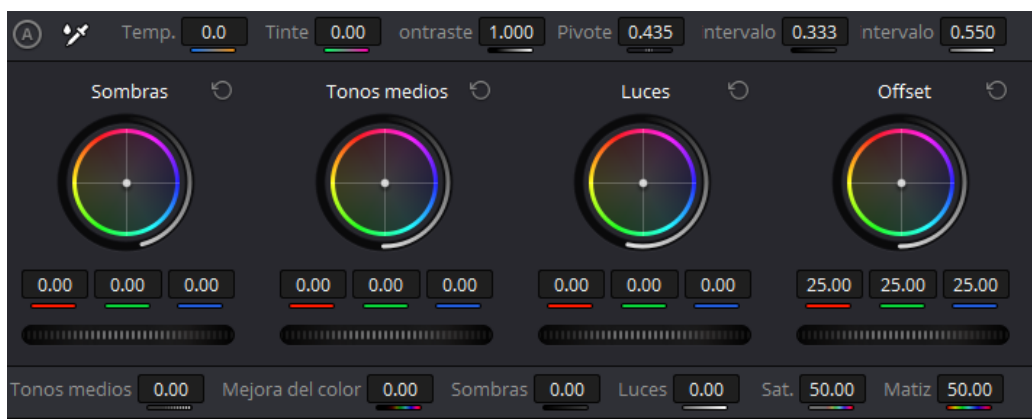 A Temp. 0.0 Tinte 0.00 ontraste 1.000 Pivote 0.435 ntervalo 0.333 ntervalo 0.550
Sombras Tonos medios Luces Offset
0.00 0.00 0.00 0.00 0.00 0.00 0.00 0.00 0.00 25.00 25.00 25.00
Tonos medios 0.00 Mejora del color 0.00 Sombras 0.00 Luces 0.00 Sat. 50.00 Matiz 50.00